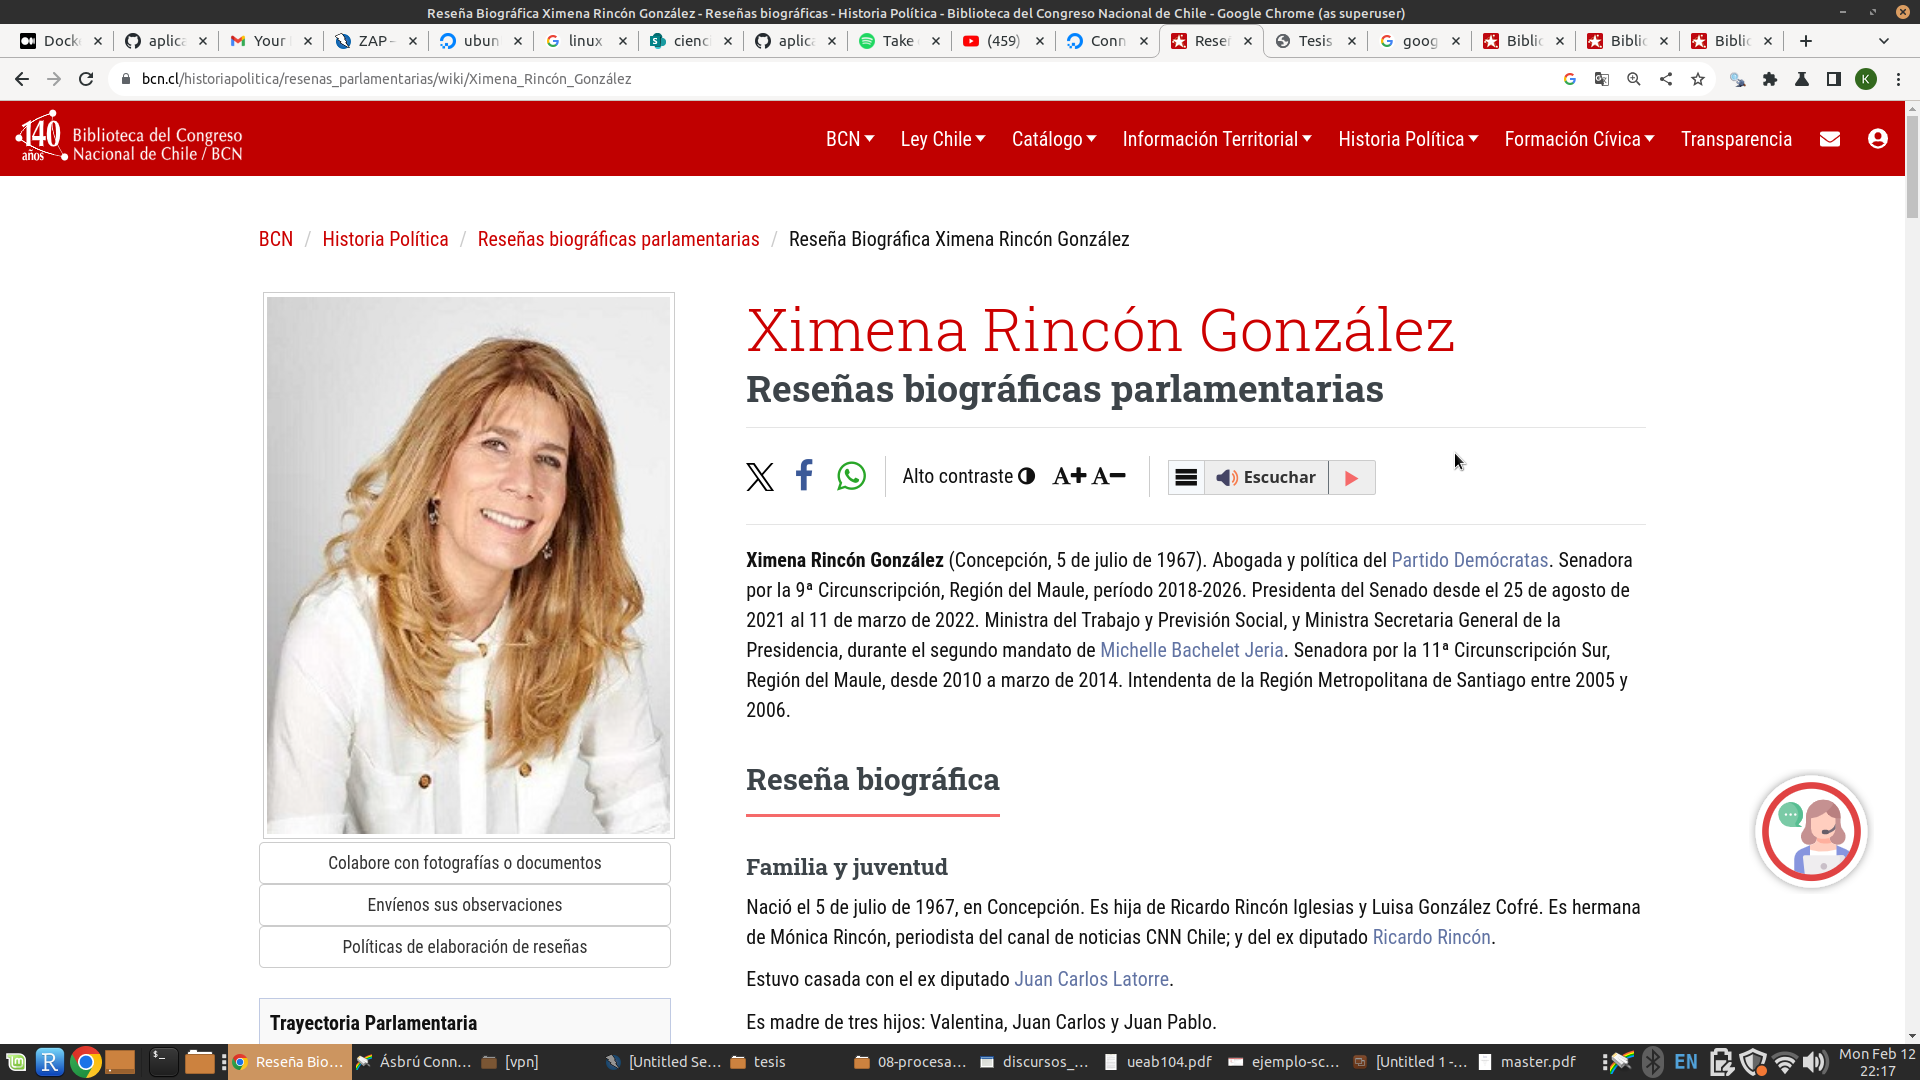 Reseña Biográfica Ximena Rincón González - Reseñas biográficas - Historia Política - Biblioteca del Congreso Nacional de Chile - Google Chrome (as superuser)
Dock
aplica
Your
ZAP -
ubun
linux
cienc
aplica
Take
(459)
Conn
Reseñ
Tesis
goog
Biblio
Biblio
Biblio
bcn.cl/historiapolitica/resenas_parlamentarias/wiki/Ximena_Rincón_González
K
140 años
Biblioteca del Congreso
Nacional de Chile / BCN
BCN
Ley Chile
Catálogo
Información Territorial
Historia Política
Formación Cívica
Transparencia
BCN / Historia Política / Reseñas biográficas parlamentarias / Reseña Biográfica Ximena Rincón González
Ximena Rincón González
Reseñas biográficas parlamentarias
Alto contraste A+ A- Escuchar
Ximena Rincón González (Concepción, 5 de julio de 1967). Abogada y política del Partido Demócratas. Senadora
por la 9ª Circunscripción, Región del Maule, período 2018-2026. Presidenta del Senado desde el 25 de agosto de
2021 al 11 de marzo de 2022. Ministra del Trabajo y Previsión Social, y Ministra Secretaria General de la
Presidencia, durante el segundo mandato de Michelle Bachelet Jeria. Senadora por la 11ª Circunscripción Sur,
Región del Maule, desde 2010 a marzo de 2014. Intendenta de la Región Metropolitana de Santiago entre 2005 y
2006.
Reseña biográfica
Familia y juventud
Nació el 5 de julio de 1967, en Concepción. Es hija de Ricardo Rincón Iglesias y Luisa González Cofré. Es hermana
de Mónica Rincón, periodista del canal de noticias CNN Chile; y del ex diputado Ricardo Rincón.
Estuvo casada con el ex diputado Juan Carlos Latorre.
Es madre de tres hijos: Valentina, Juan Carlos y Juan Pablo.
Colabore con fotografías o documentos
Envíenos sus observaciones
Políticas de elaboración de reseñas
Trayectoria Parlamentaria
Reseña Bio...
Ásbrú Conn...
[vpn]
[Untitled Se...
tesis
08-procesa...
discursos_...
ueab104.pdf
ejemplo-sc...
[Untitled 1 -...
master.pdf
EN
Mon Feb 12
22:17